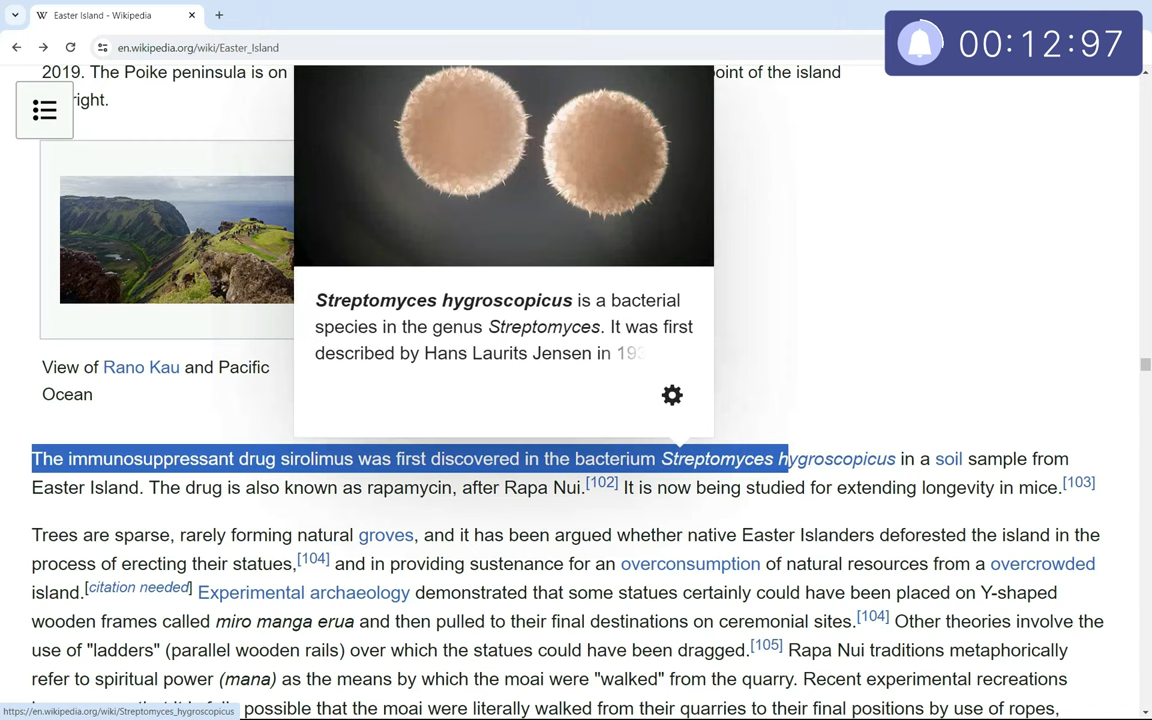 Easter Island - Wikipedia
en.wikipedia.org/wiki/Easter_Island
00:12:97
2019. The Poike peninsula is on
point of the island
right.
Streptomyces hygroscopicus is a bacterial
species in the genus Streptomyces. It was first
described by Hans Laurits Jensen in 193
View of Rano Kau and Pacific
Ocean
The immunosuppressant drug sirolimus was first discovered in the bacterium Streptomyces hygroscopicus in a soil sample from
Easter Island. The drug is also known as rapamycin, after Rapa Nui.[102] It is now being studied for extending longevity in mice.[103]
Trees are sparse, rarely forming natural groves, and it has been argued whether native Easter Islanders deforested the island in the
process of erecting their statues,[104] and in providing sustenance for an overconsumption of natural resources from a overcrowded
island.[citation needed] Experimental archaeology demonstrated that some statues certainly could have been placed on Y-shaped
wooden frames called miro manga erua and then pulled to their final destinations on ceremonial sites.[104] Other theories involve the
use of "ladders" (parallel wooden rails) over which the statues could have been dragged.[105] Rapa Nui traditions metaphorically
refer to spiritual power (mana) as the means by which the moai were "walked" from the quarry. Recent experimental recreations
possible that the moai were literally walked from their quarries to their final positions by use of ropes,
https://en.wikipedia.org/wiki/Streptomyces_hygroscopicus